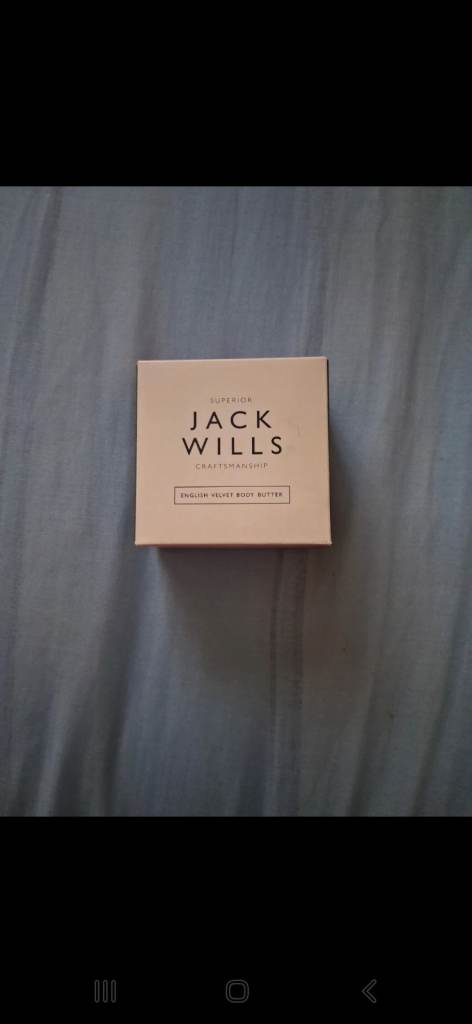 SUPERIOR
JACK
WILLS
CRAFTSMANSHIP
ENGLISH VELVET BODY BUTTER